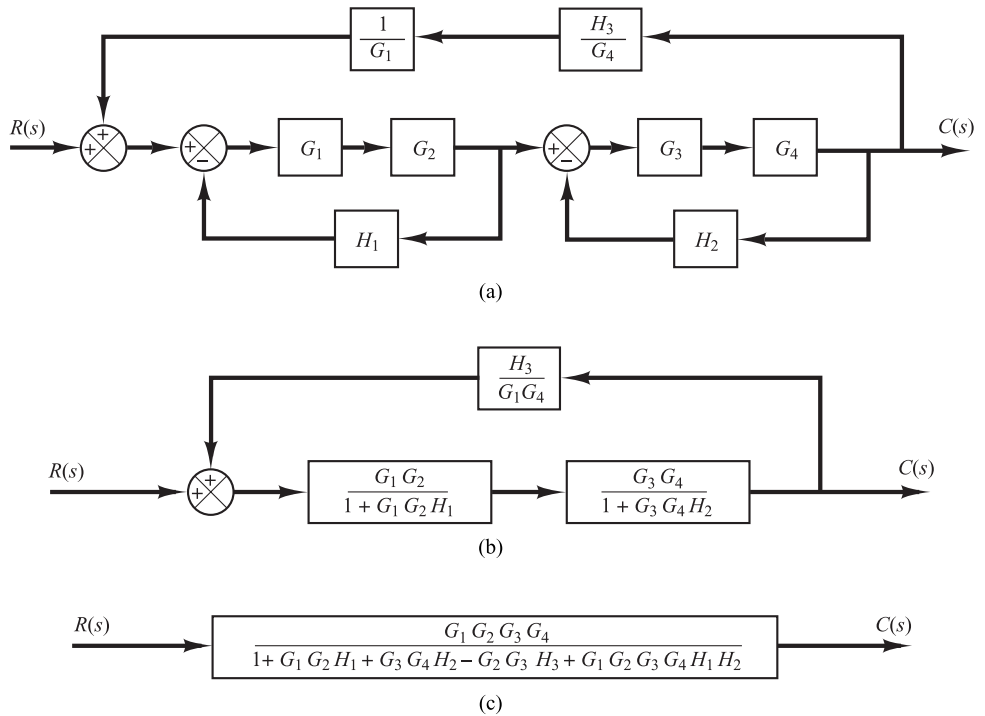 1
G₁
H₃
G₄
R(s)
+
+
+
-
G₁
G₂
+
-
G₃
G₄
C(s)
H₁
H₂
(a)
H₃
G₁G₄
R(s)
+
+
G₁ G₂
1 + G₁ G₂ H₁
G₃ G₄
1 + G₃ G₄ H₂
C(s)
(b)
R(s)
G₁ G₂ G₃ G₄
1+ G₁ G₂ H₁ + G₃ G₄ H₂ – G₂ G₃ H₃ + G₁ G₂ G₃ G₄ H₁ H₂
C(s)
(c)